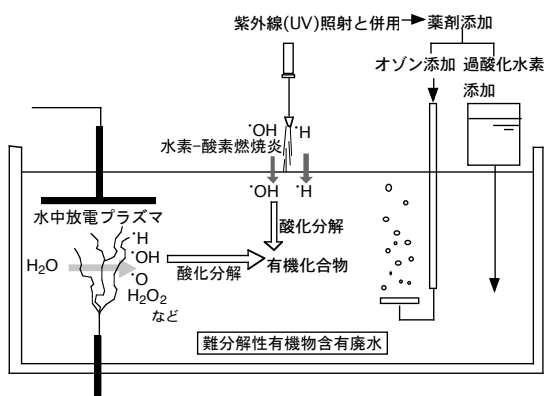 紫外線(UV)照射と併用
薬剤添加
オゾン添加
過酸化水素
添加
・OH
・H
水素-酸素燃焼炎
・OH
・H
水中放電プラズマ
酸化分解
・H
・OH
・O
H₂O₂
など
H₂O
酸化分解
有機化合物
難分解性有機物含有廃水